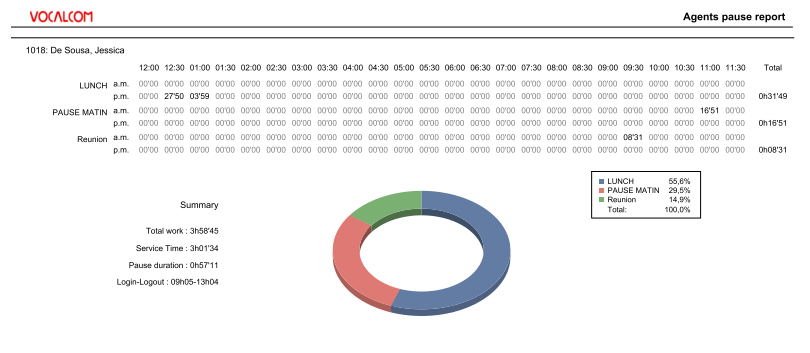 VOCALCOM
Agents pause report
1018: De Sousa, Jessica
12:00 12:30 01:00 01:30 02:00 02:30 03:00 03:30 04:00 04:30 05:00 05:30 06:00 06:30 07:00 07:30 08:00 08:30 09:00 09:30 10:00 10:30 11:00 11:30 Total
LUNCH a.m. 00'00 00'00 00'00 00'00 00'00 00'00 00'00 00'00 00'00 00'00 00'00 00'00 00'00 00'00 00'00 00'00 00'00 00'00 00'00 00'00 00'00 00'00 00'00 00'00
p.m. 00'00 27'50 03'59 00'00 00'00 00'00 00'00 00'00 00'00 00'00 00'00 00'00 00'00 00'00 00'00 00'00 00'00 00'00 00'00 00'00 00'00 00'00 00'00 00'00 0h31'49
PAUSE MATIN a.m. 00'00 00'00 00'00 00'00 00'00 00'00 00'00 00'00 00'00 00'00 00'00 00'00 00'00 00'00 00'00 00'00 00'00 00'00 00'00 00'00 00'00 00'00 16'51 00'00
p.m. 00'00 00'00 00'00 00'00 00'00 00'00 00'00 00'00 00'00 00'00 00'00 00'00 00'00 00'00 00'00 00'00 00'00 00'00 00'00 00'00 00'00 00'00 00'00 00'00 0h16'51
Reunion a.m. 00'00 00'00 00'00 00'00 00'00 00'00 00'00 00'00 00'00 00'00 00'00 00'00 00'00 00'00 00'00 00'00 00'00 00'00 00'00 08'31 00'00 00'00 00'00 00'00
p.m. 00'00 00'00 00'00 00'00 00'00 00'00 00'00 00'00 00'00 00'00 00'00 00'00 00'00 00'00 00'00 00'00 00'00 00'00 00'00 00'00 00'00 00'00 00'00 00'00 0h08'31
LUNCH 55,6%
PAUSE MATIN 29,5%
Reunion 14,9%
Total: 100,0%
Summary
Total work : 3h58'45
Service Time : 3h01'34
Pause duration : 0h57'11
Login-Logout : 09h05-13h04